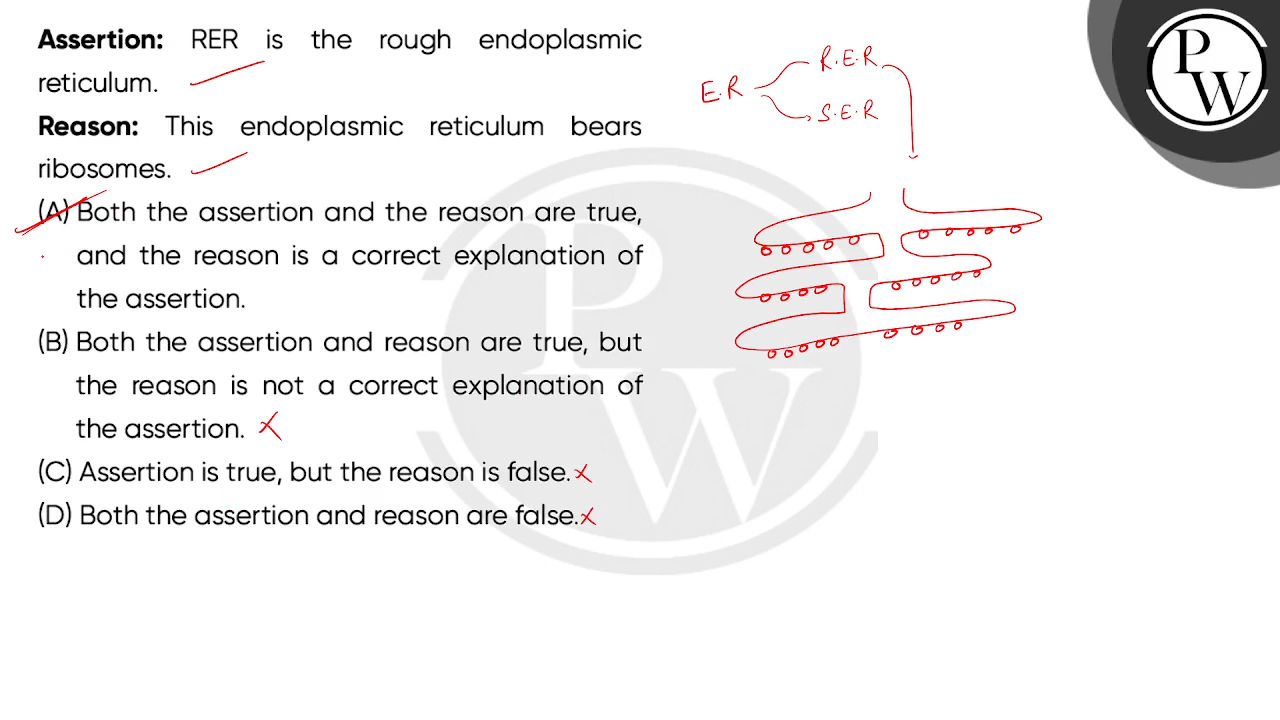 Assertion: RER is the rough endoplasmic
reticulum.
Reason: This endoplasmic reticulum bears
ribosomes.
(A) Both the assertion and the reason are true,
and the reason is a correct explanation of
the assertion.
(B) Both the assertion and reason are true, but
the reason is not a correct explanation of
the assertion.
(C) Assertion is true, but the reason is false.
(D) Both the assertion and reason are false.
E.R
R.E.R
S.E.R
P
W
P
W